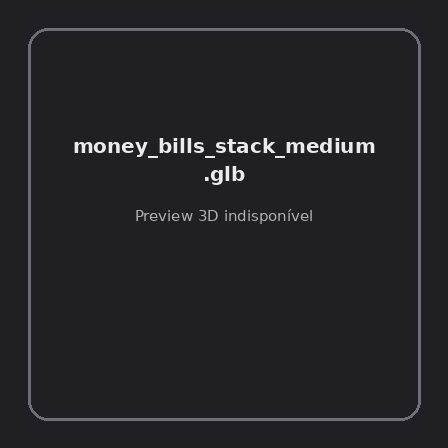 money_bills_stack_medium
.glb
Preview 3D indisponível